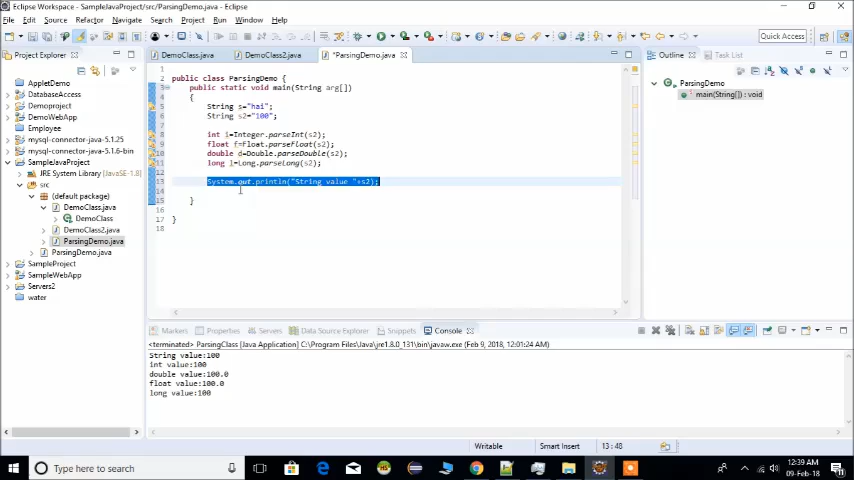 Eclipse Workspace - SampleJavaProject/src/ParsingDemo.java - Eclipse
File Edit Source Refactor Navigate Search Project Run Window Help
Quick Access
Project Explorer
AppletDemo
DatabaseAccess
Demoproject
DemoWebApp
Employee
mysql-connector-java-5.1.25
mysql-connector-java-5.1.6-bin
SampleJavaProject
JRE System Library [JavaSE-1.8]
src
(default package)
DemoClass.java
DemoClass
DemoClass2.java
ParsingDemo.java
ParsingDemo.java
SampleProject
SampleWebApp
Servers2
water
DemoClass.java DemoClass2.java *ParsingDemo.java
1
2 public class ParsingDemo {
3 public static void main(String arg[])
4 {
5 String s="hai";
6 String s2="100";
7
8 int i=Integer.parseInt(s2);
9 float f=Float.parseFloat(s2);
10 double d=Double.parseDouble(s2);
11 long l=Long.parseLong(s2);
12
13 System.out.println("String value "+s2);
14
15 }
16
17 }
18
Outline Task List
ParsingDemo
main(String[]) : void
Markers Properties Servers Data Source Explorer Snippets Console
<terminated> ParsingClass [Java Application] C:\Program Files\Java\jre1.8.0_131\bin\javaw.exe (Feb 9, 2018, 12:01:24 AM)
String value:100
int value:100
double value:100.0
float value:100.0
long value:100
Writable Smart Insert 13 : 48
Type here to search
12:39 AM
09-Feb-18